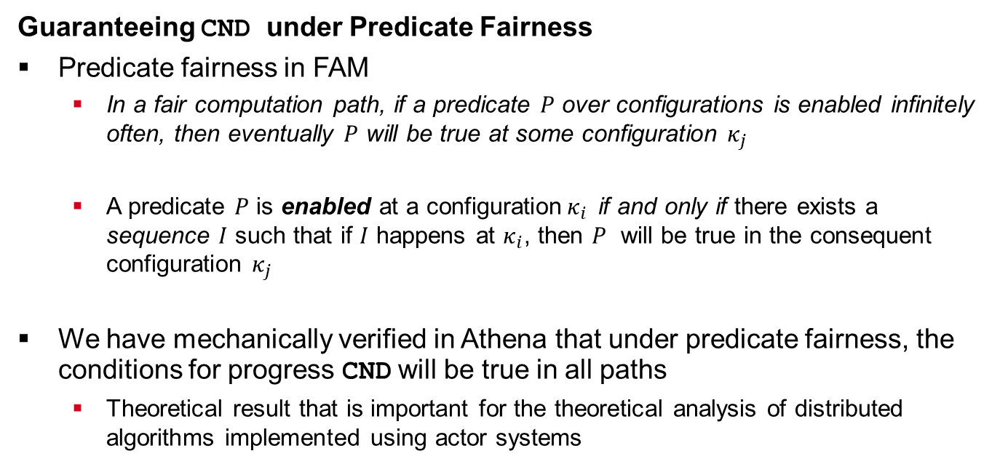 Guaranteeing CND under Predicate Fairness
▪ Predicate fairness in FAM
▪ In a fair computation path, if a predicate P over configurations is enabled infinitely
often, then eventually P will be true at some configuration κj
▪ A predicate P is enabled at a configuration κi if and only if there exists a
sequence I such that if I happens at κi, then P will be true in the consequent
configuration κj
▪ We have mechanically verified in Athena that under predicate fairness, the
conditions for progress CND will be true in all paths
▪ Theoretical result that is important for the theoretical analysis of distributed
algorithms implemented using actor systems